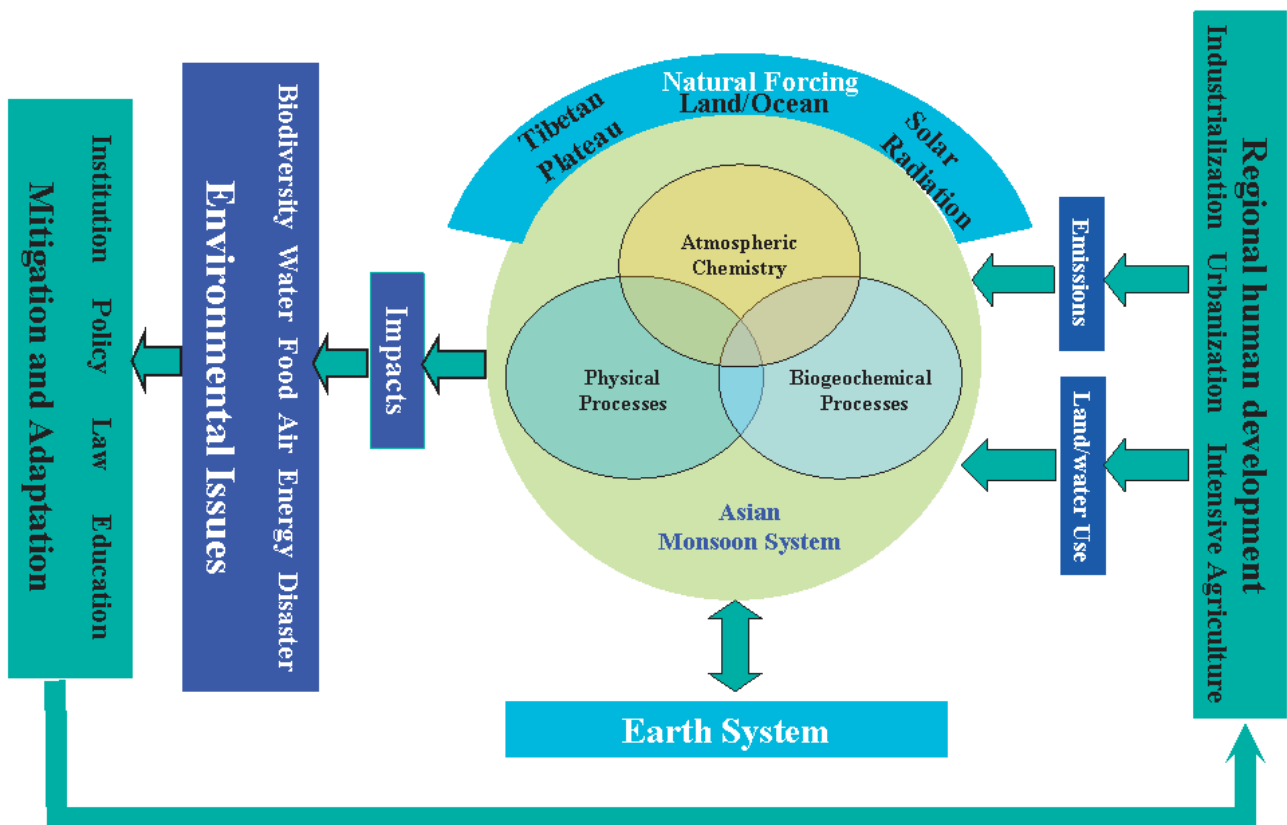 Natural Forcing
Land/Ocean
Tibetan
Plateau
Solar
Radiation
Atmospheric
Chemistry
Physical
Processes
Biogeochemical
Processes
Asian
Monsoon System
Earth System
Impacts
Biodiversity Water Food Air Energy Disaster
Environmental Issues
Institution Policy Law Education
Mitigation and Adaptation
Emissions
Land/water Use
Regional human development
Industrialization Urbanization Intensive Agriculture